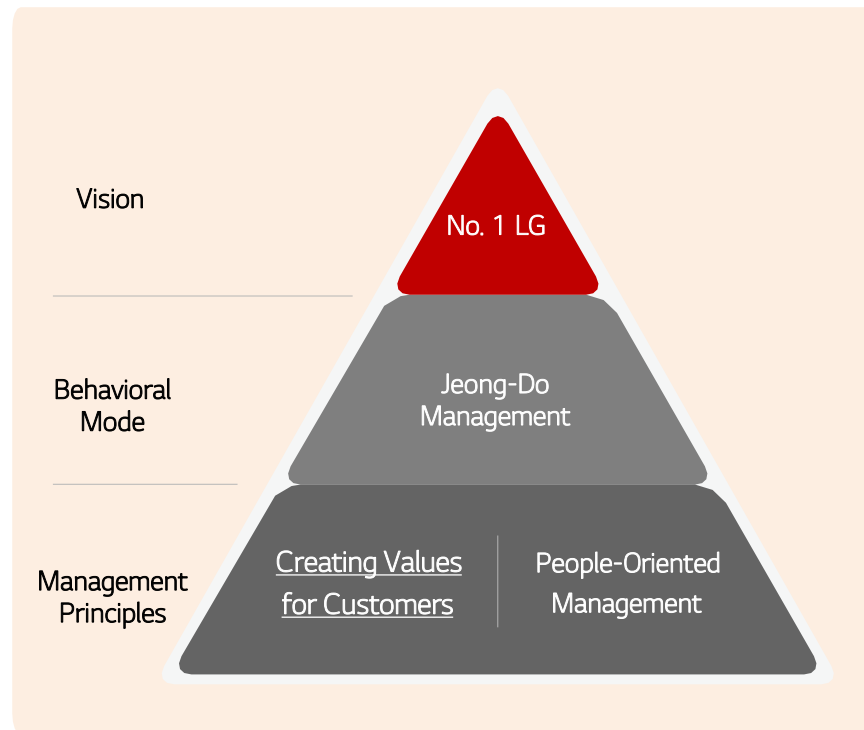 Vision
No. 1 LG
Behavioral
Mode
Jeong-Do
Management
Management
Principles
Creating Values
for Customers
People-Oriented
Management